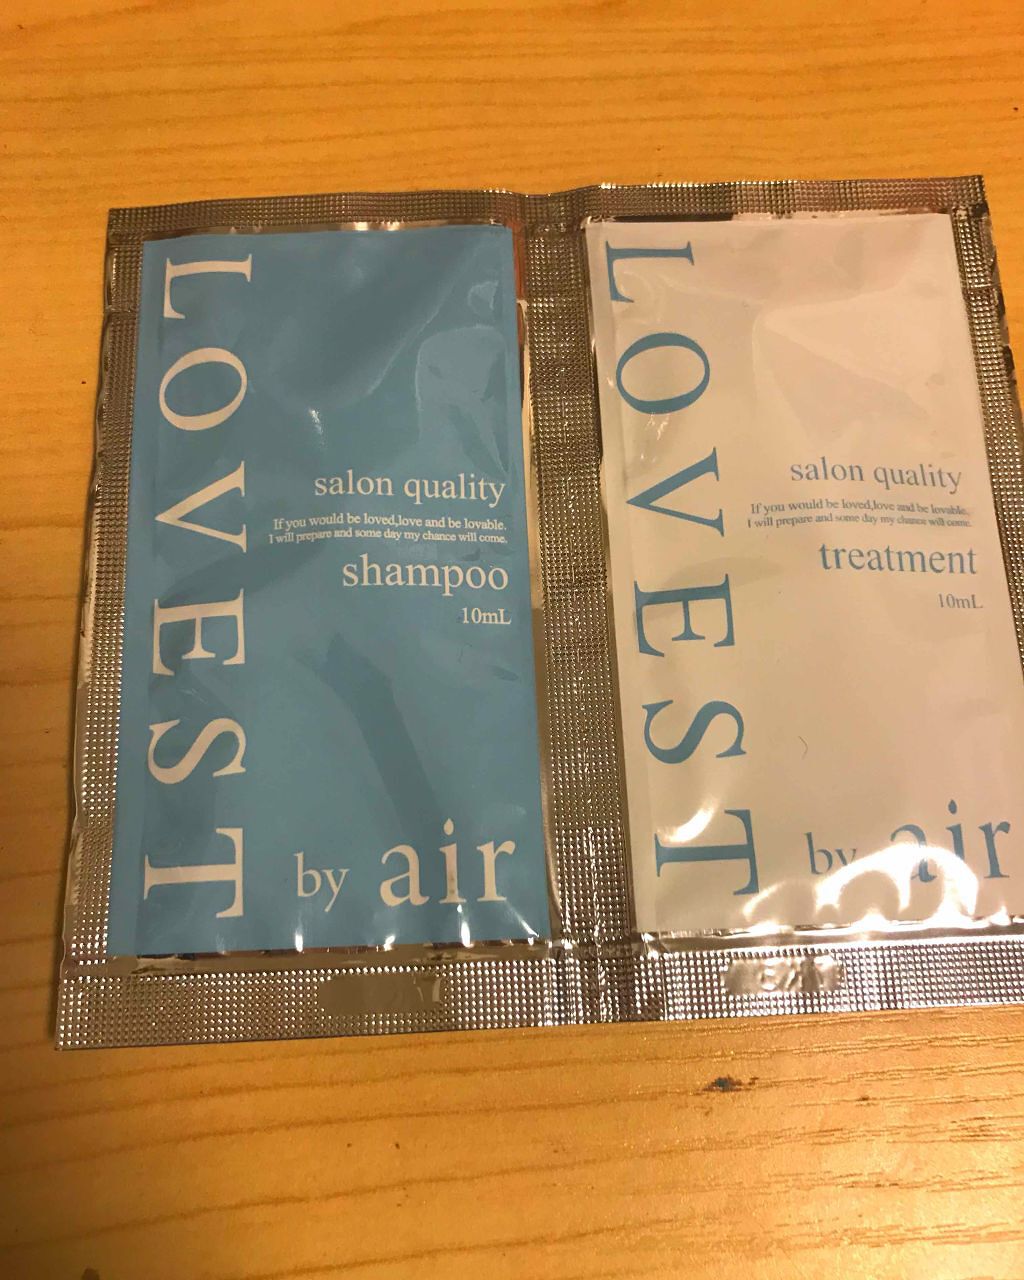 LOVEST
salon quality
If you would be loved,love and be lovable.
I will prepare and some day my chance will come.
shampoo
10mL
by air
LOVEST
salon quality
If you would be loved,love and be lovable.
I will prepare and some day my chance will come.
treatment
10mL
by air